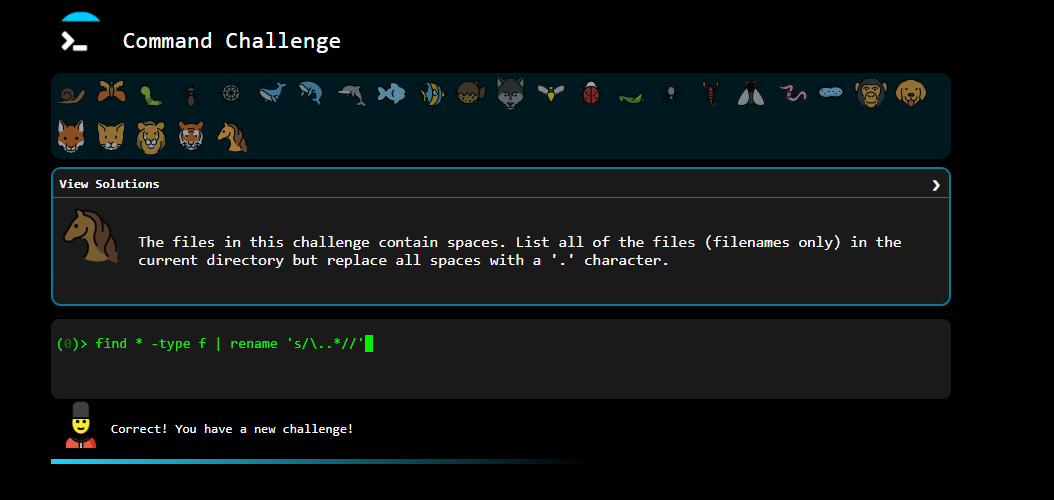 Command Challenge
View Solutions
The files in this challenge contain spaces. List all of the files (filenames only) in the
current directory but replace all spaces with a '.' character.
(0)> find * -type f | rename 's/\..*//'
Correct! You have a new challenge!